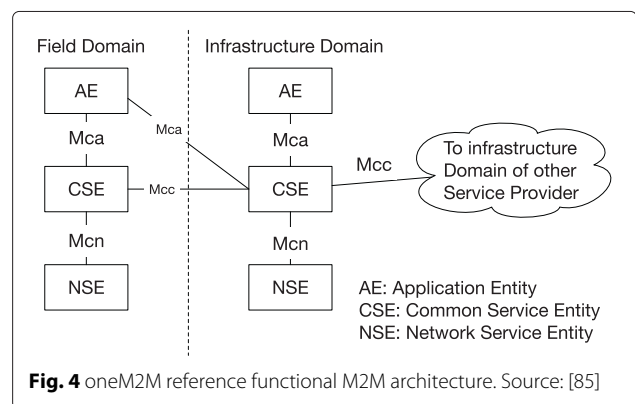 Field Domain
Infrastructure Domain
AE
AE
Mca
Mca
Mca
CSE
Mcc
CSE
Mcc
To infrastructure
Domain of other
Service Provider
Mcn
Mcn
NSE
NSE
AE: Application Entity
CSE: Common Service Entity
NSE: Network Service Entity
Fig. 4 oneM2M reference functional M2M architecture. Source: [85]